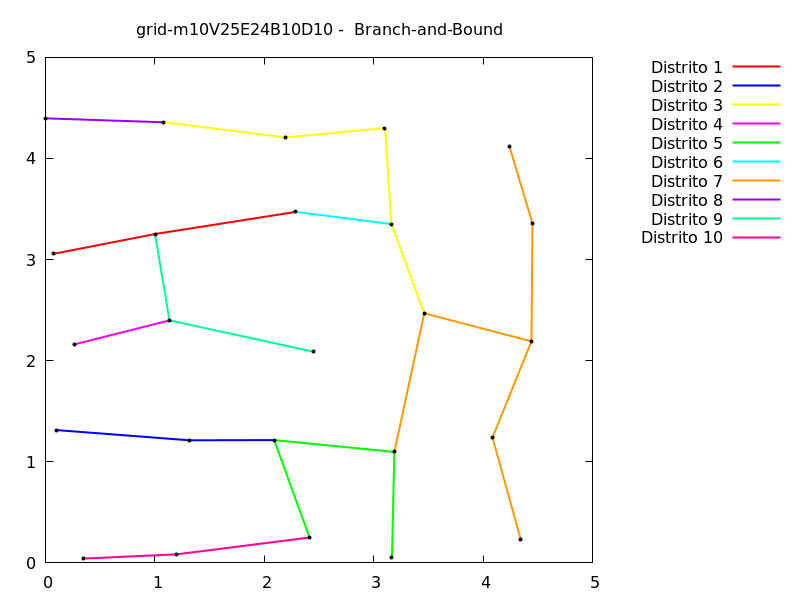 grid-m10V25E24B10D10 -  Branch-and-Bound
5
4
3
2
1
0
0 1 2 3 4 5
Distrito 1
Distrito 2
Distrito 3
Distrito 4
Distrito 5
Distrito 6
Distrito 7
Distrito 8
Distrito 9
Distrito 10